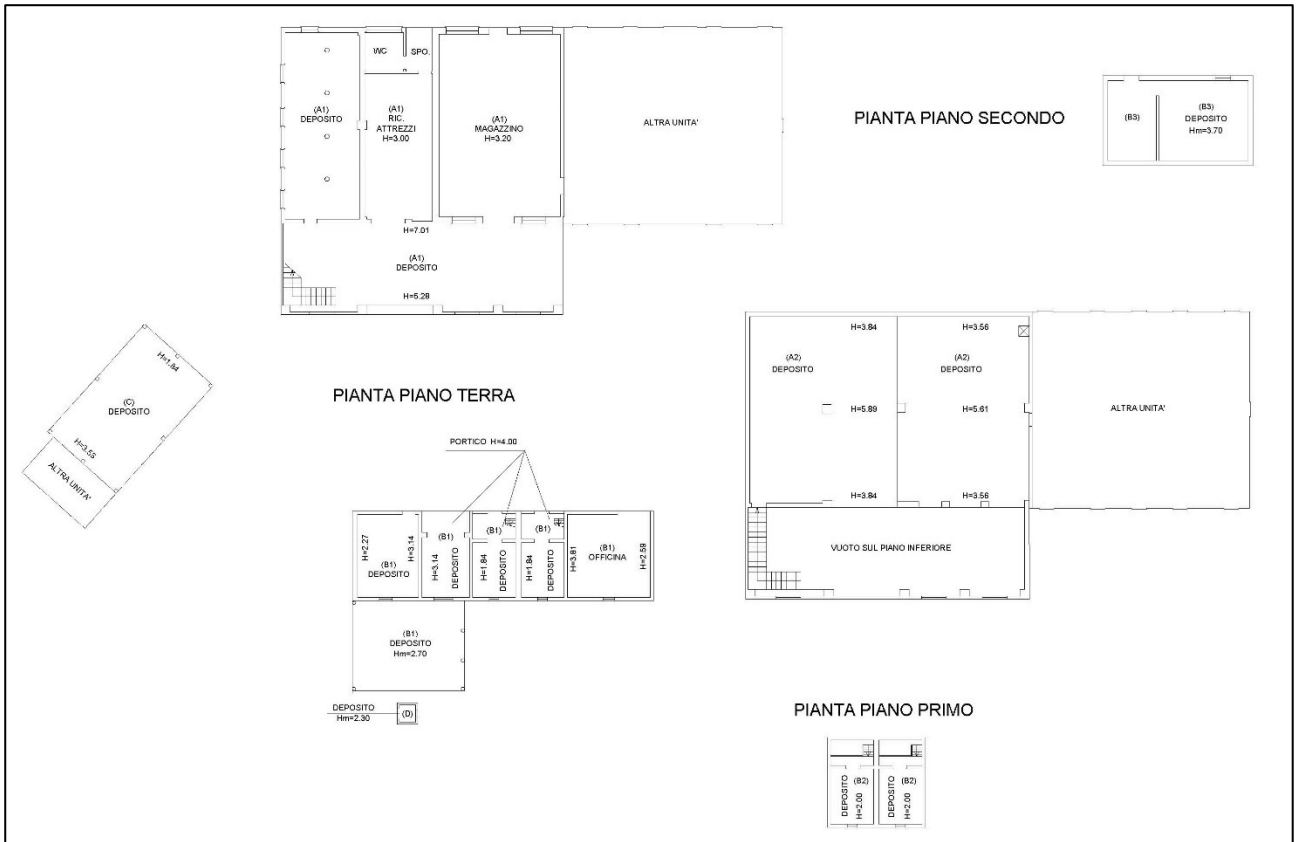 WC
SPO.
(A1)
DEPOSITO
(A1)
RIC.
ATTREZZI
H=3.00
(A1)
MAGAZZINO
H=3.20
ALTRA UNITA'
H=7.01
(A1)
DEPOSITO
H=5.28
PIANTA PIANO SECONDO
(B3)
(B3)
DEPOSITO
Hm=3.70
H=1.84
(C)
DEPOSITO
H=3.55
ALTRA UNITA'
PIANTA PIANO TERRA
PORTICO H=4.00
H=2.27
H=3.14
(B1)
DEPOSITO
(B1)
H=3.14
DEPOSITO
(B1)
H=1.84
DEPOSITO
(B1)
H=1.84
DEPOSITO
H=3.81
(B1)
OFFICINA
H=2.59
(B1)
DEPOSITO
Hm=2.70
DEPOSITO
Hm=2.30
(D)
H=3.84
(A2)
DEPOSITO
H=5.89
H=3.84
H=3.56
(A2)
DEPOSITO
H=5.61
H=3.56
ALTRA UNITA'
VUOTO SUL PIANO INFERIORE
PIANTA PIANO PRIMO
DEPOSITO
(B2)
H=2.00
DEPOSITO
(B2)
H=2.00